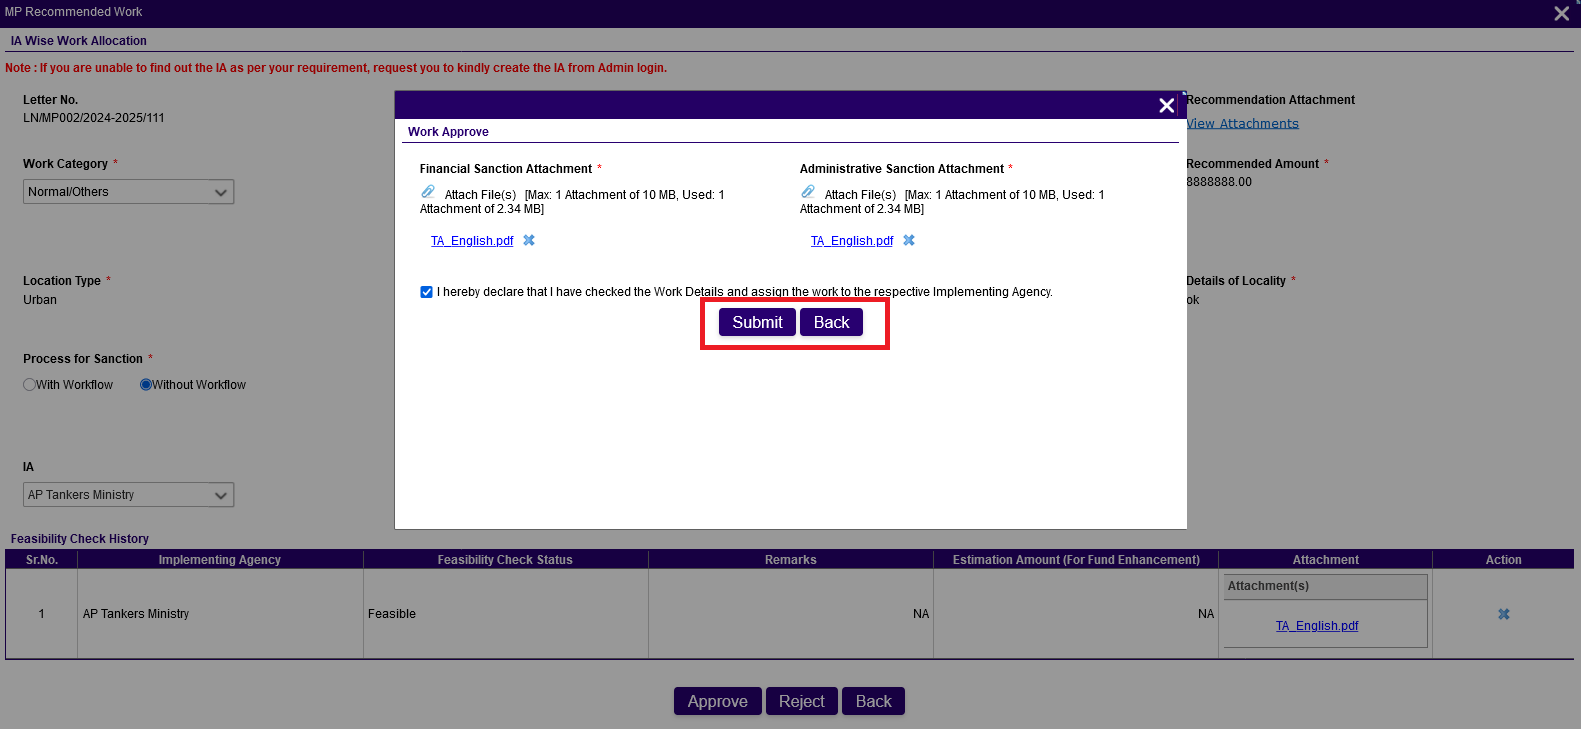 MP Recommended Work
IA Wise Work Allocation
Note : If you are unable to find out the IA as per your requirement, request you to kindly create the IA from Admin login.
Letter No.
LN/MP002/2024-2025/111
Recommendation Attachment
View Attachments
Work Category *
Normal/Others
Recommended Amount *
8888888.00
Location Type *
Urban
Details of Locality *
ok
Process for Sanction *
With Workflow Without Workflow
IA
AP Tankers Ministry
Work Approve
Financial Sanction Attachment *
Attach File(s) [Max: 1 Attachment of 10 MB, Used: 1
Attachment of 2.34 MB]
TA_English.pdf
Administrative Sanction Attachment *
Attach File(s) [Max: 1 Attachment of 10 MB, Used: 1
Attachment of 2.34 MB]
TA_English.pdf
I hereby declare that I have checked the Work Details and assign the work to the respective Implementing Agency.
Submit Back
Feasibility Check History
Sr.No. Implementing Agency Feasibility Check Status Remarks Estimation Amount (For Fund Enhancement) Attachment Action
Attachment(s)
1 AP Tankers Ministry Feasible NA NA
TA_English.pdf
Approve Reject Back